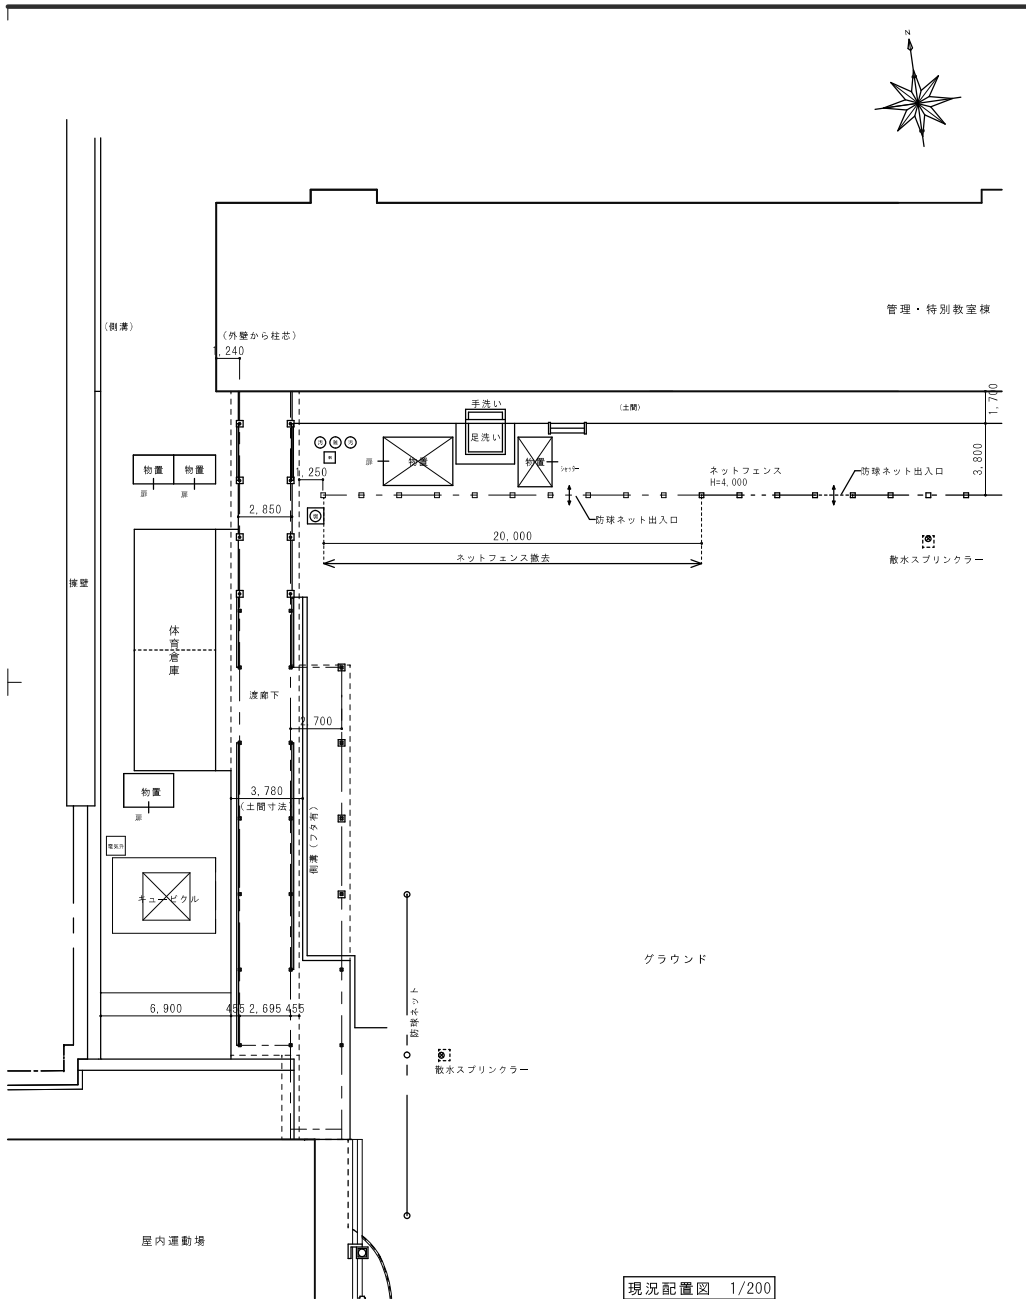 N
管理・特別教室棟
(側溝)
(外壁から柱芯)
1,240
1,700
手洗い
(土間)
足洗い
汚
汚
3,800
物置
扉
物置
シャッター
物置
物置
扉
扉
1,250
ネットフェンス
H=4,000
防球ネット出入口
2,850
防球ネット出入口
20,000
ネットフェンス撤去
散水スプリンクラー
擁壁
体育倉庫
渡廊下
2,700
物置
扉
3,780
(土間寸法)
側溝(フタ有)
電気外
キュービクル
グラウンド
防球ネット
6,900
455
2,695
455
散水スプリンクラー
屋内運動場
現況配置図 1/200